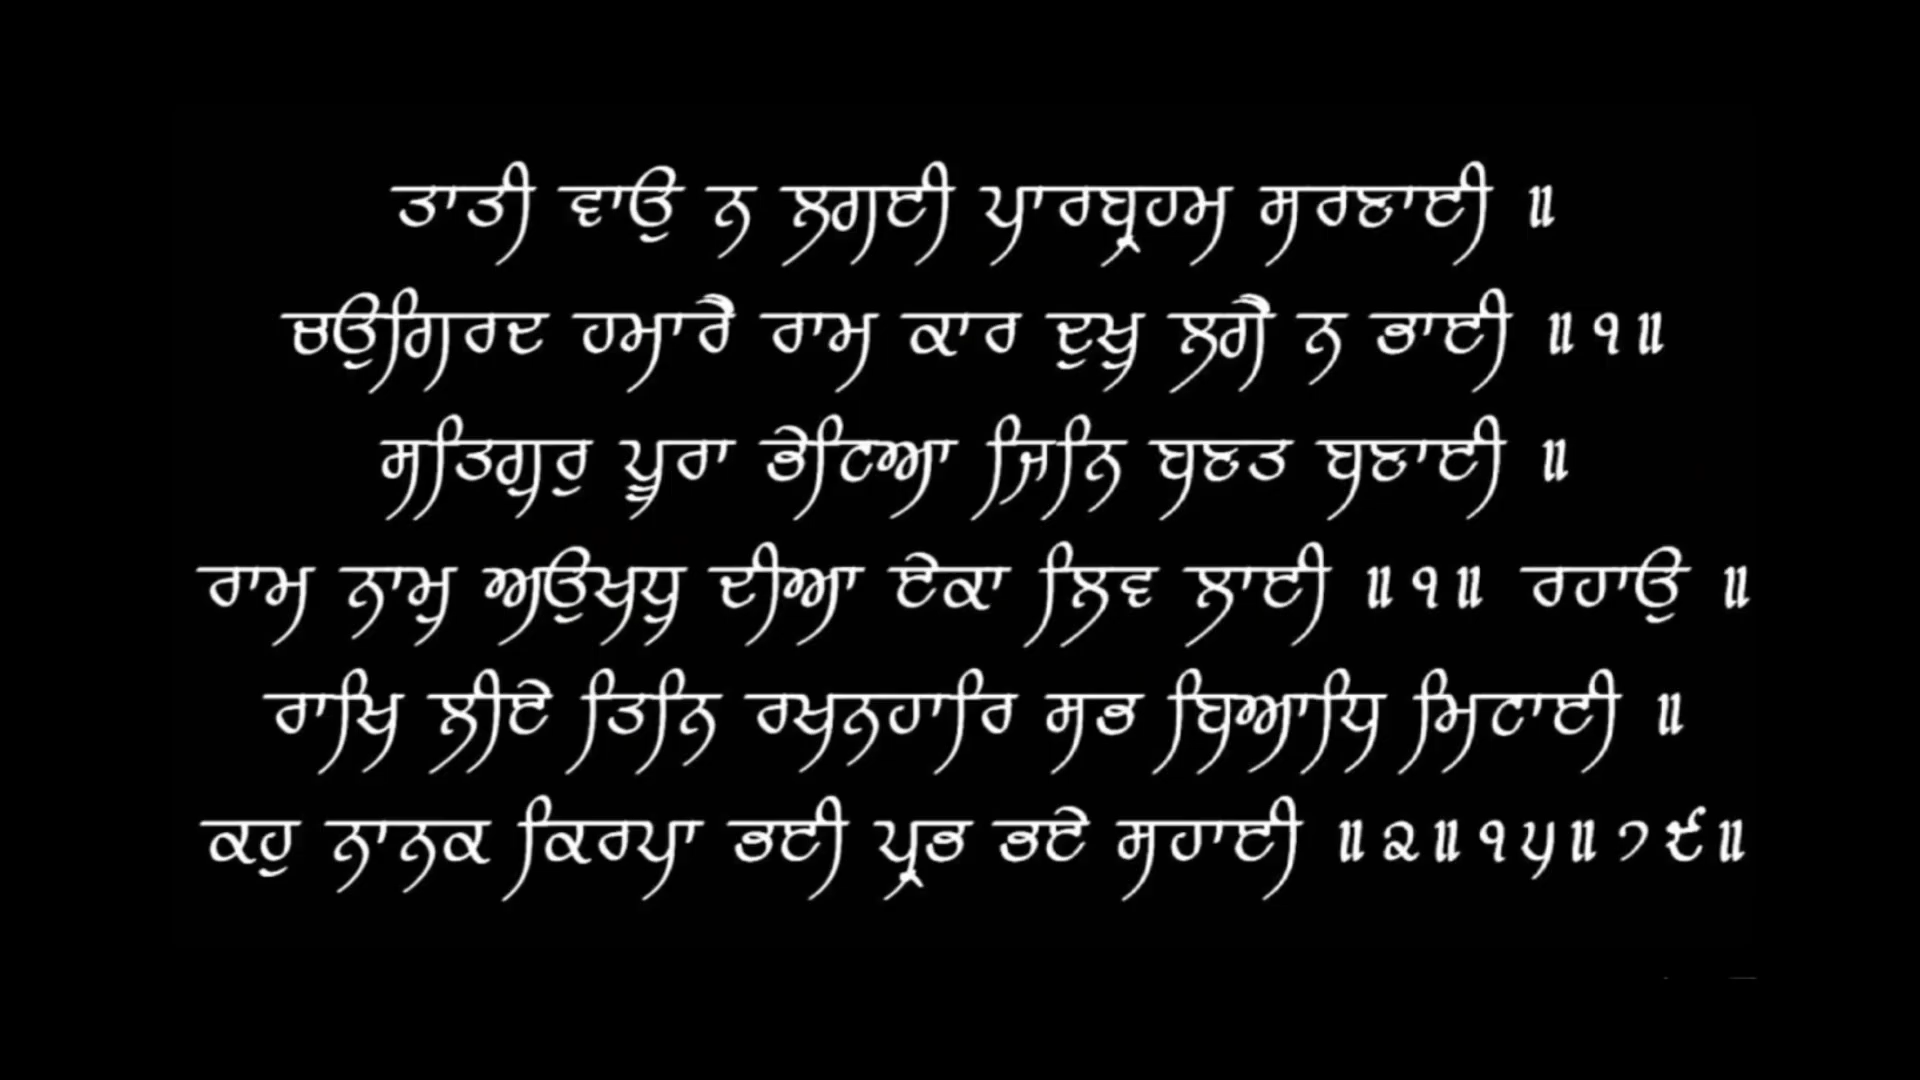 ਤਾਤੀ ਵਾਉ ਨ ਲਗਈ ਪਾਰਬ੍ਰਹਮ ਸਰਣਾਈ ॥
ਚਉਗਿਰਦ ਹਮਾਰੈ ਰਾਮ ਕਾਰ ਦੁਖੁ ਲਗੈ ਨ ਭਾਈ ॥੧॥
ਸਤਿਗੁਰੁ ਪੂਰਾ ਭੇਟਿਆ ਜਿਨਿ ਬਣਤ ਬਣਾਈ ॥
ਰਾਮ ਨਾਮੁ ਅਉਖਧੁ ਦੀਆ ਏਕਾ ਲਿਵ ਲਾਈ ॥੧॥ ਰਹਾਉ ॥
ਰਾਖਿ ਲੀਏ ਤਿਨਿ ਰਖਨਹਾਰਿ ਸਭ ਬਿਆਧਿ ਮਿਟਾਈ ॥
ਕਹੁ ਨਾਨਕ ਕਿਰਪਾ ਭਈ ਪ੍ਰਭ ਭਏ ਸਹਾਈ ॥੨॥੧੫॥੭੯॥